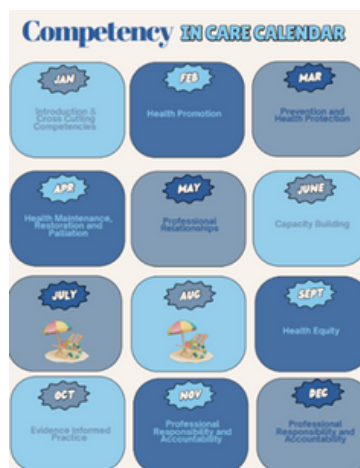 Competency IN CARE CALENDAR
JAN
Introduction &
Cross Cutting
Competencies
FEB
Health Promotion
MAR
Prevention and
Health Protection
APR
Health Maintenance,
Restoration and
Palliation
MAY
Professional
Relationships
JUNE
Capacity Building
JULY
AUG
SEPT
Health Equity
OCT
Evidence Informed
Practice
NOV
Professional
Responsibility and
Accountability
DEC
Professional
Responsibility and
Accountability